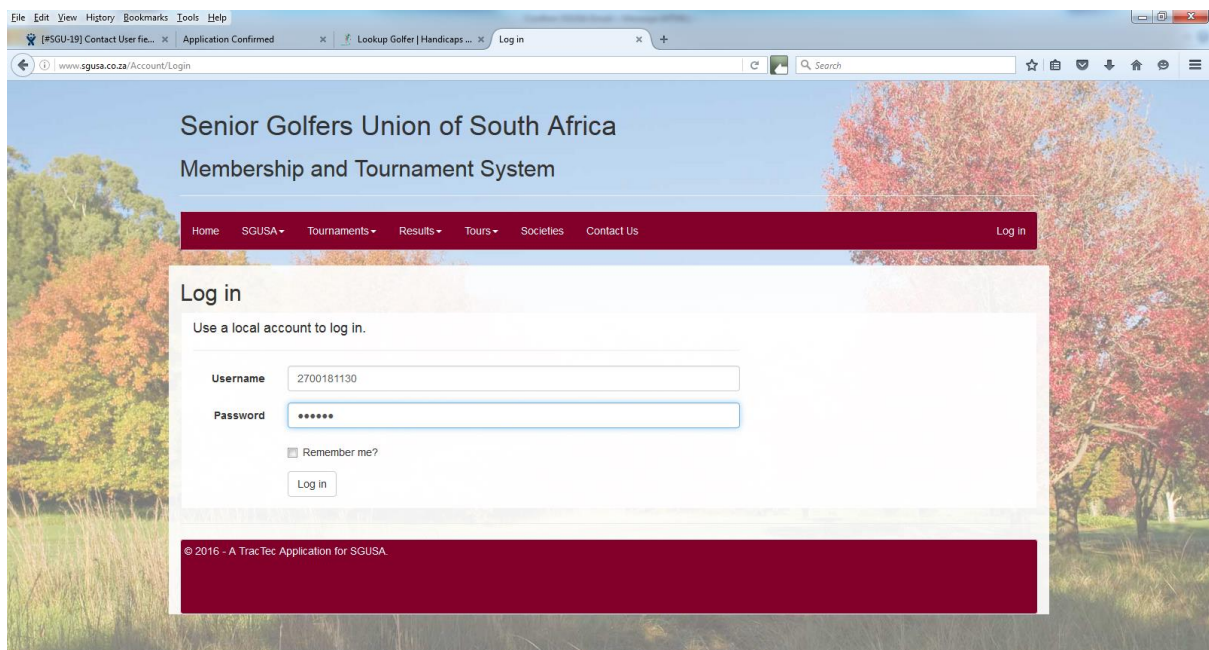 File Edit View History Bookmarks Tools Help
[#SGU-19] Contact User fie... × Application Confirmed × Lookup Golfer | Handicaps ... × Log in × +
www.sgusa.co.za/Account/Login Search
Senior Golfers Union of South Africa
Membership and Tournament System
Home SGUSA Tournaments Results Tours Societies Contact Us Log in
Log in
Use a local account to log in.
Username 2700181130
Password ••••••
Remember me?
Log in
© 2016 - A TracTec Application for SGUSA.